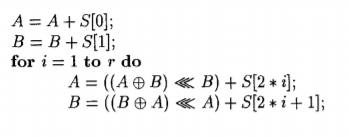 A = A + S[0];
B = B + S[1];
for i = 1 to r do
A = ((A ⊕ B) ⋘ B) + S[2 * i];
B = ((B ⊕ A) ⋘ A) + S[2 * i + 1];